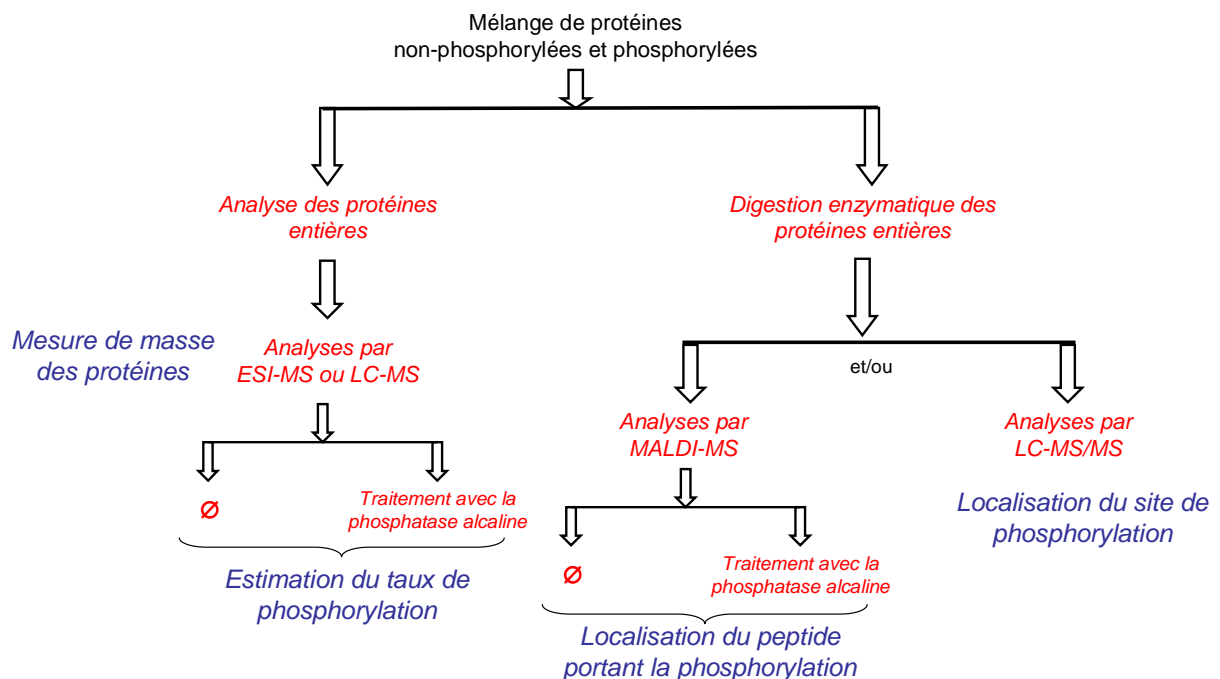 Mélange de protéines
non-phosphorylées et phosphorylées
Analyse des protéines
entières
Digestion enzymatique des
protéines entières
Mesure de masse
des protéines
Analyses par
ESI-MS ou LC-MS
et/ou
Analyses par
MALDI-MS
Analyses par
LC-MS/MS
Ø
Traitement avec la
phosphatase alcaline
Localisation du site de
phosphorylation
Estimation du taux de
phosphorylation
Ø
Traitement avec la
phosphatase alcaline
Localisation du peptide
portant la phosphorylation